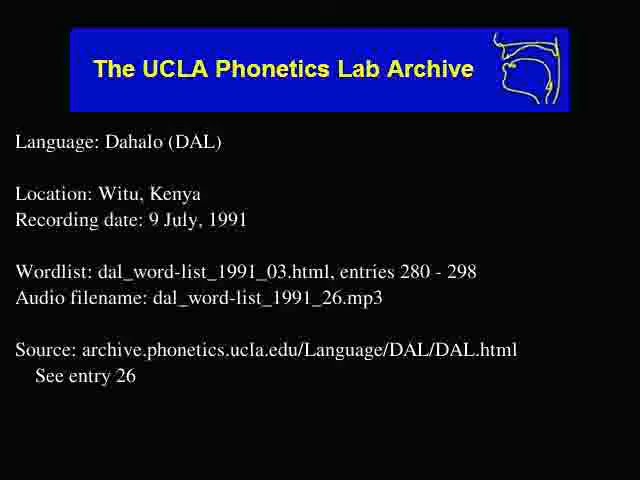 The UCLA Phonetics Lab Archive
Language: Dahalo (DAL)
Location: Witu, Kenya
Recording date: 9 July, 1991
Wordlist: dal_word-list_1991_03.html, entries 280 - 298
Audio filename: dal_word-list_1991_26.mp3
Source: archive.phonetics.ucla.edu/Language/DAL/DAL.html
See entry 26